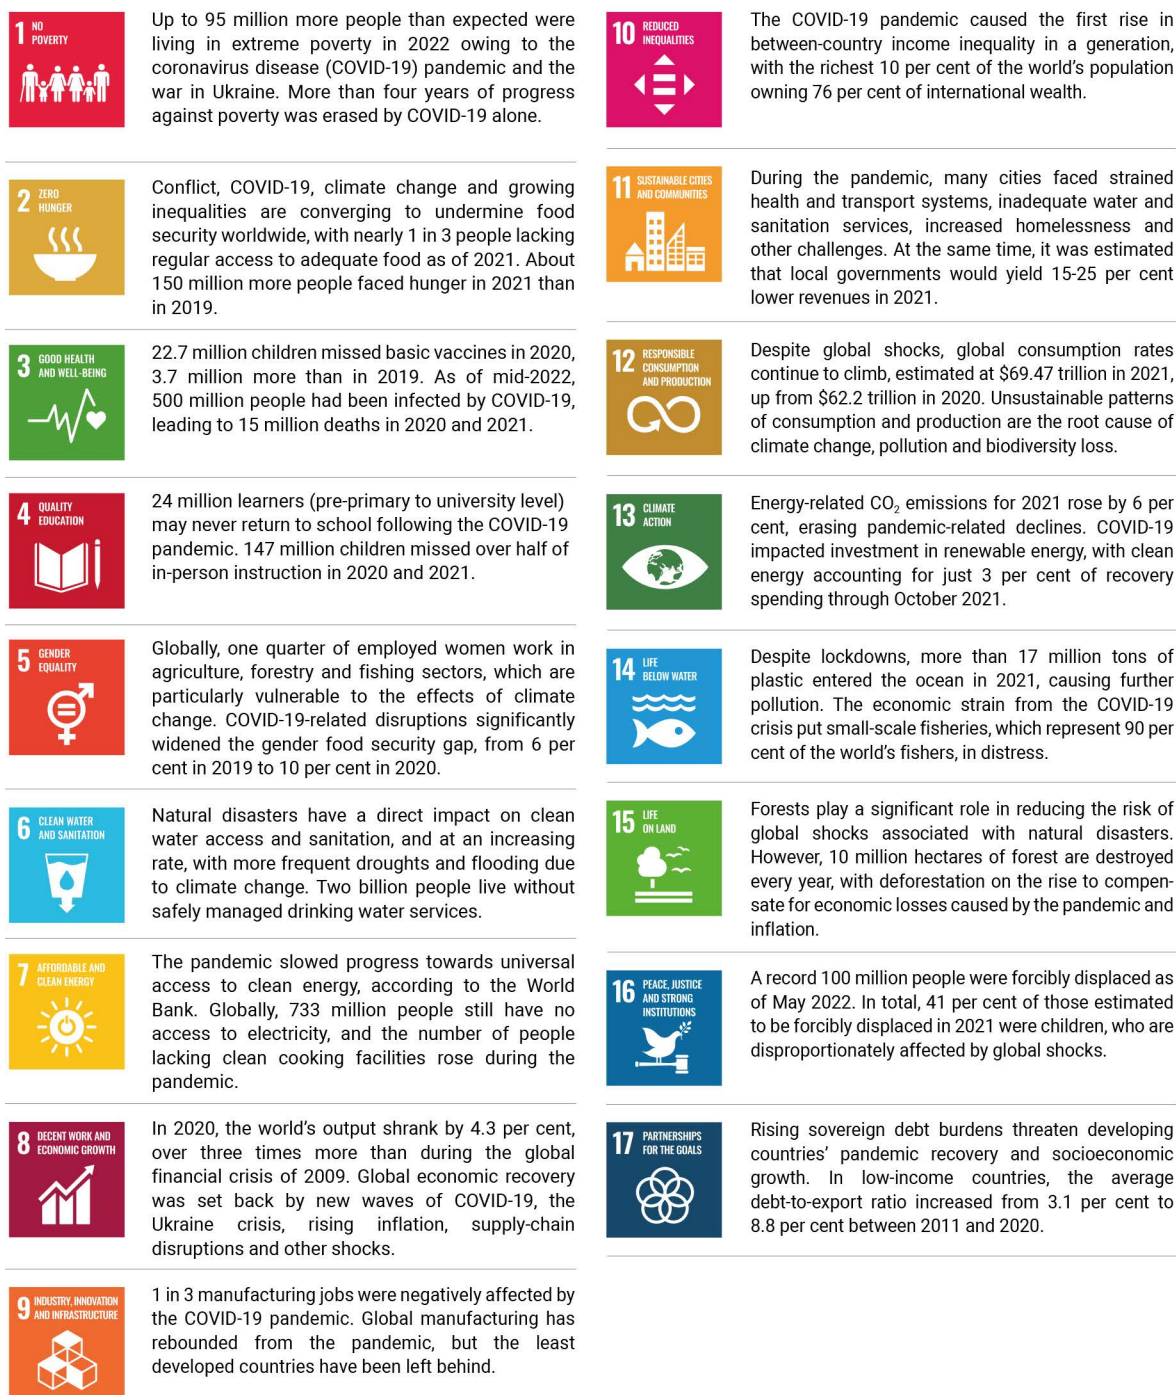 1 NO
POVERTY
Up to 95 million more people than expected were
living in extreme poverty in 2022 owing to the
coronavirus disease (COVID-19) pandemic and the
war in Ukraine. More than four years of progress
against poverty was erased by COVID-19 alone.
2 ZERO
HUNGER
Conflict, COVID-19, climate change and growing
inequalities are converging to undermine food
security worldwide, with nearly 1 in 3 people lacking
regular access to adequate food as of 2021. About
150 million more people faced hunger in 2021 than
in 2019.
3 GOOD HEALTH
AND WELL-BEING
22.7 million children missed basic vaccines in 2020,
3.7 million more than in 2019. As of mid-2022,
500 million people had been infected by COVID-19,
leading to 15 million deaths in 2020 and 2021.
4 QUALITY
EDUCATION
24 million learners (pre-primary to university level)
may never return to school following the COVID-19
pandemic. 147 million children missed over half of
in-person instruction in 2020 and 2021.
5 GENDER
EQUALITY
Globally, one quarter of employed women work in
agriculture, forestry and fishing sectors, which are
particularly vulnerable to the effects of climate
change. COVID-19-related disruptions significantly
widened the gender food security gap, from 6 per
cent in 2019 to 10 per cent in 2020.
6 CLEAN WATER
AND SANITATION
Natural disasters have a direct impact on clean
water access and sanitation, and at an increasing
rate, with more frequent droughts and flooding due
to climate change. Two billion people live without
safely managed drinking water services.
7 AFFORDABLE AND
CLEAN ENERGY
The pandemic slowed progress towards universal
access to clean energy, according to the World
Bank. Globally, 733 million people still have no
access to electricity, and the number of people
lacking clean cooking facilities rose during the
pandemic.
8 DECENT WORK AND
ECONOMIC GROWTH
In 2020, the world's output shrank by 4.3 per cent,
over three times more than during the global
financial crisis of 2009. Global economic recovery
was set back by new waves of COVID-19, the
Ukraine crisis, rising inflation, supply-chain
disruptions and other shocks.
9 INDUSTRY, INNOVATION
AND INFRASTRUCTURE
1 in 3 manufacturing jobs were negatively affected by
the COVID-19 pandemic. Global manufacturing has
rebounded from the pandemic, but the least
developed countries have been left behind.
10 REDUCED
INEQUALITIES
The COVID-19 pandemic caused the first rise in
between-country income inequality in a generation,
with the richest 10 per cent of the world's population
owning 76 per cent of international wealth.
11 SUSTAINABLE CITIES
AND COMMUNITIES
During the pandemic, many cities faced strained
health and transport systems, inadequate water and
sanitation services, increased homelessness and
other challenges. At the same time, it was estimated
that local governments would yield 15-25 per cent
lower revenues in 2021.
12 RESPONSIBLE
CONSUMPTION
AND PRODUCTION
Despite global shocks, global consumption rates
continue to climb, estimated at $69.47 trillion in 2021,
up from $62.2 trillion in 2020. Unsustainable patterns
of consumption and production are the root cause of
climate change, pollution and biodiversity loss.
13 CLIMATE
ACTION
Energy-related CO₂ emissions for 2021 rose by 6 per
cent, erasing pandemic-related declines. COVID-19
impacted investment in renewable energy, with clean
energy accounting for just 3 per cent of recovery
spending through October 2021.
14 LIFE
BELOW WATER
Despite lockdowns, more than 17 million tons of
plastic entered the ocean in 2021, causing further
pollution. The economic strain from the COVID-19
crisis put small-scale fisheries, which represent 90 per
cent of the world's fishers, in distress.
15 LIFE
ON LAND
Forests play a significant role in reducing the risk of
global shocks associated with natural disasters.
However, 10 million hectares of forest are destroyed
every year, with deforestation on the rise to compen-
sate for economic losses caused by the pandemic and
inflation.
16 PEACE, JUSTICE
AND STRONG
INSTITUTIONS
A record 100 million people were forcibly displaced as
of May 2022. In total, 41 per cent of those estimated
to be forcibly displaced in 2021 were children, who are
disproportionately affected by global shocks.
17 PARTNERSHIPS
FOR THE GOALS
Rising sovereign debt burdens threaten developing
countries' pandemic recovery and socioeconomic
growth. In low-income countries, the average
debt-to-export ratio increased from 3.1 per cent to
8.8 per cent between 2011 and 2020.